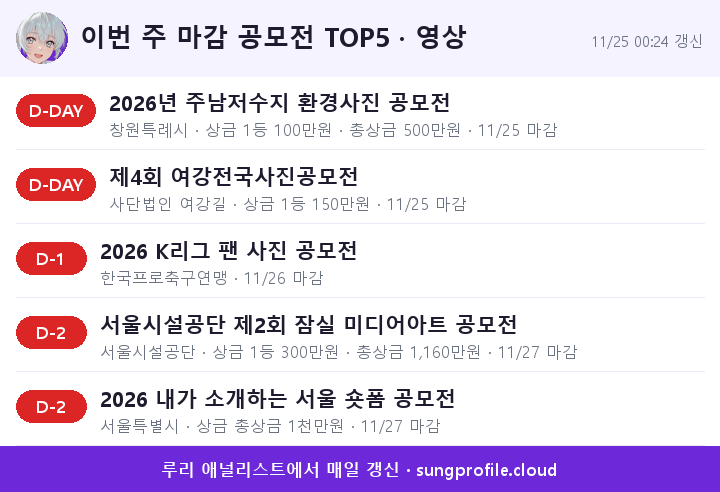 이번 주 마감 공모전 TOP5 · 영상
11/25 00:24 갱신
D-DAY
2026년 주남저수지 환경사진 공모전
창원특례시 · 상금 1등 100만원 · 총상금 500만원 · 11/25 마감
D-DAY
제4회 여강전국사진공모전
사단법인 여강길 · 상금 1등 150만원 · 11/25 마감
D-1
2026 K리그 팬 사진 공모전
한국프로축구연맹 · 11/26 마감
D-2
서울시설공단 제2회 잠실 미디어아트 공모전
서울시설공단 · 상금 1등 300만원 · 총상금 1,160만원 · 11/27 마감
D-2
2026 내가 소개하는 서울 숏폼 공모전
서울특별시 · 상금 총상금 1천만원 · 11/27 마감
루리 애널리스트에서 매일 갱신 · sungprofile.cloud